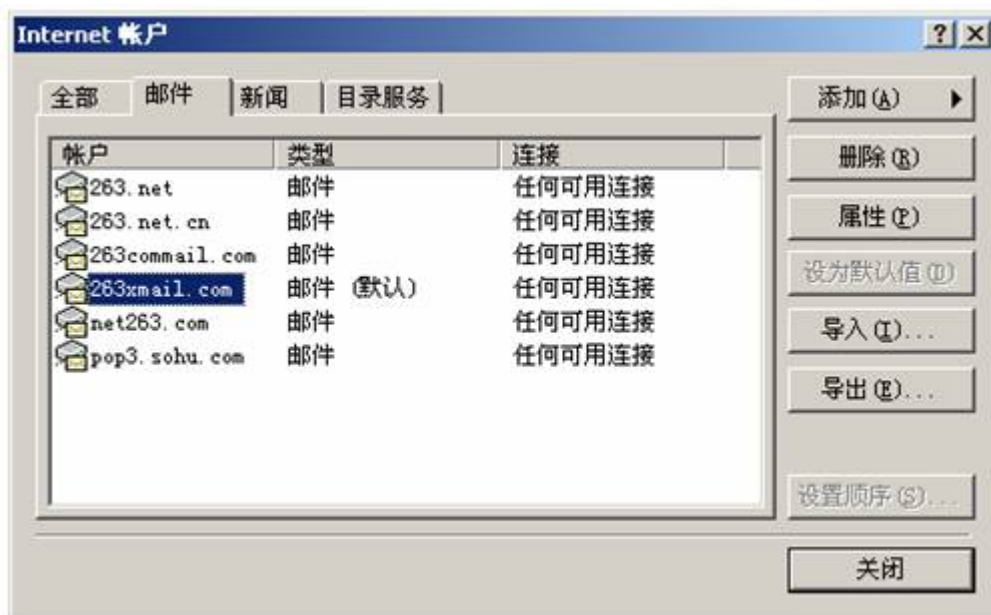 Internet 帐户
全部 邮件 新闻 目录服务
添加(A)
帐户 类型 连接
删除(R)
263.net 邮件 任何可用连接
263.net.cn 邮件 任何可用连接
属性(P)
263commail.com 邮件 任何可用连接
设为默认值(D)
263xmail.com 邮件 (默认) 任何可用连接
net263.com 邮件 任何可用连接
导入(I)...
pop3.sohu.com 邮件 任何可用连接
导出(E)...
设置顺序(S)...
关闭